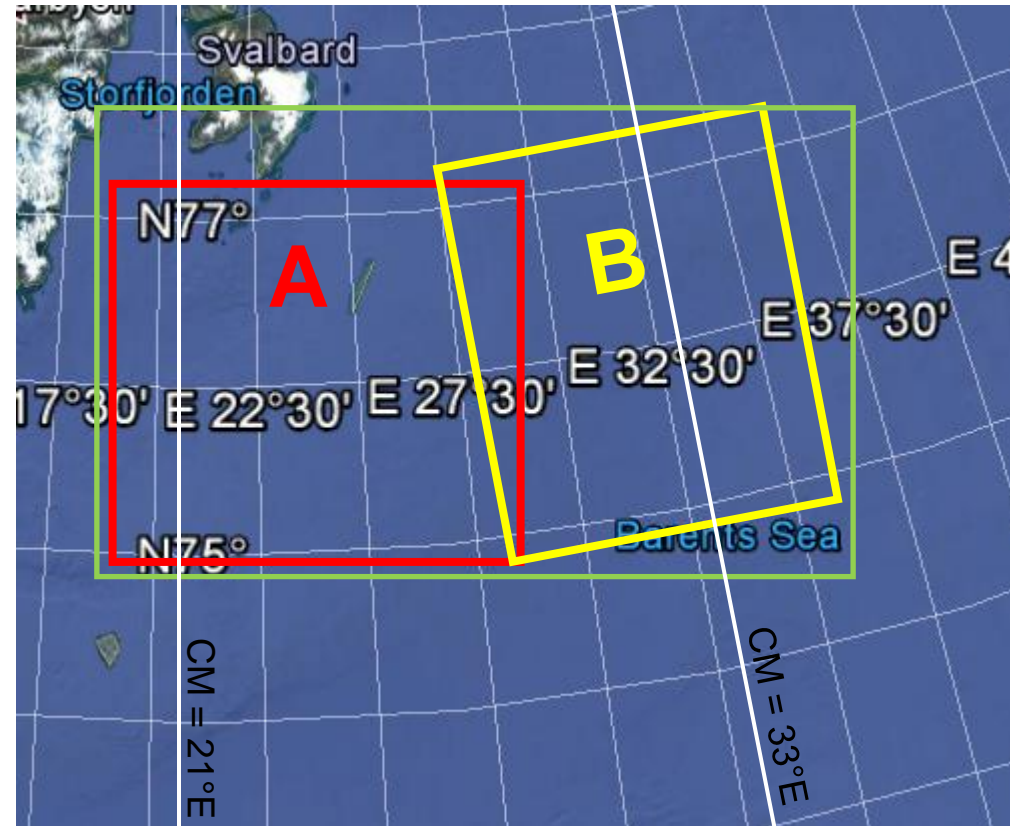 Svalbard
Storfjorden
N77°
A
B
E 4
E 37°30'
E 32°30'
17°30' E 22°30' E 27°30'
N75°
Barents Sea
CM = 21°E
CM = 33°E